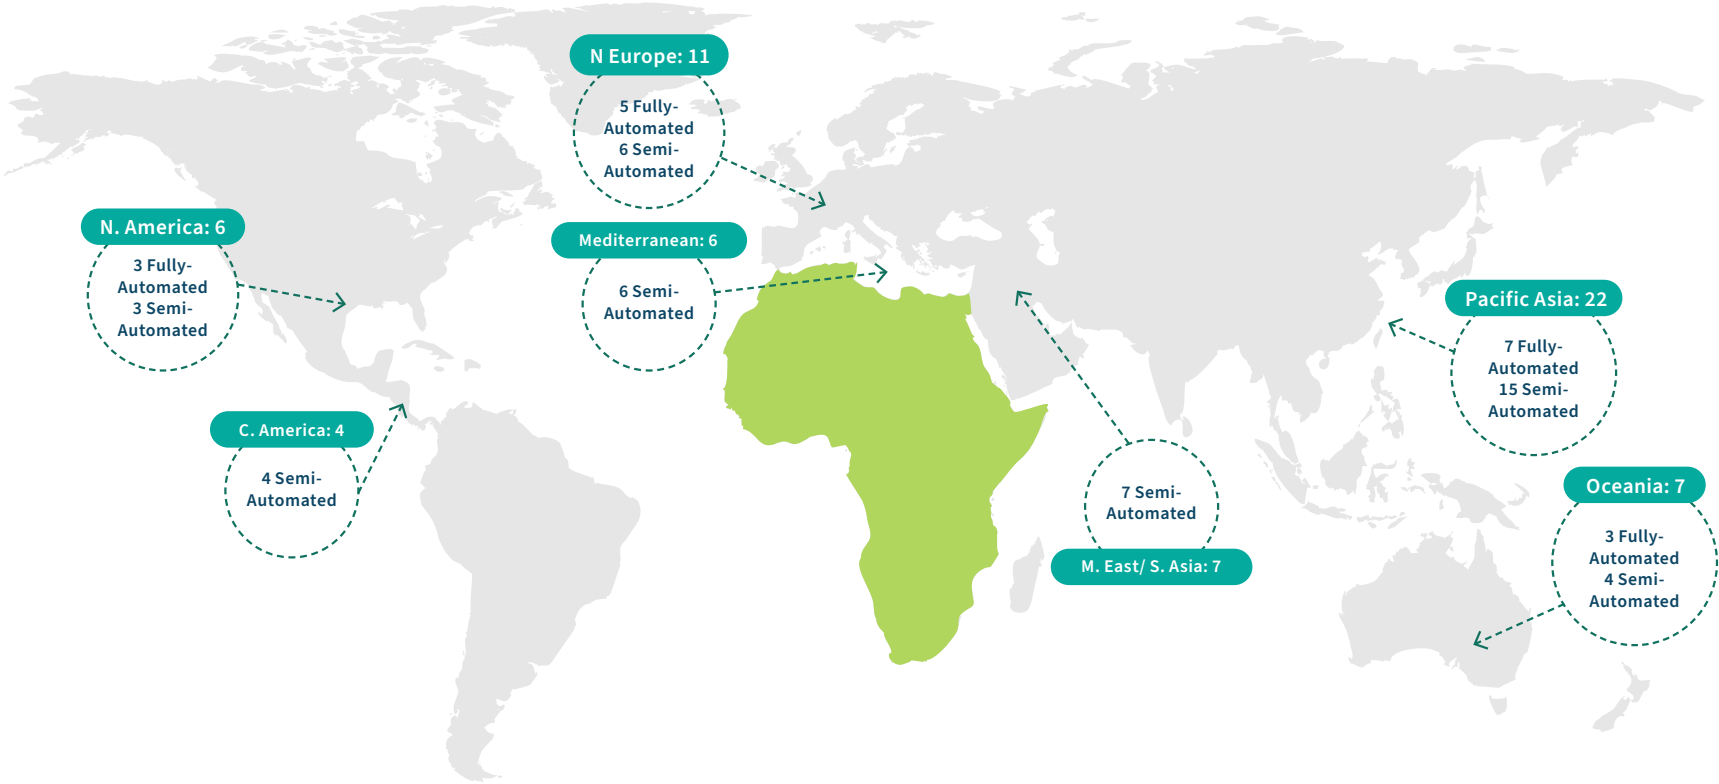 N Europe: 11
5 Fully-
Automated
6 Semi-
Automated
N. America: 6
3 Fully-
Automated
3 Semi-
Automated
Mediterranean: 6
6 Semi-
Automated
Pacific Asia: 22
7 Fully-
Automated
15 Semi-
Automated
C. America: 4
4 Semi-
Automated
7 Semi-
Automated
M. East/ S. Asia: 7
Oceania: 7
3 Fully-
Automated
4 Semi-
Automated